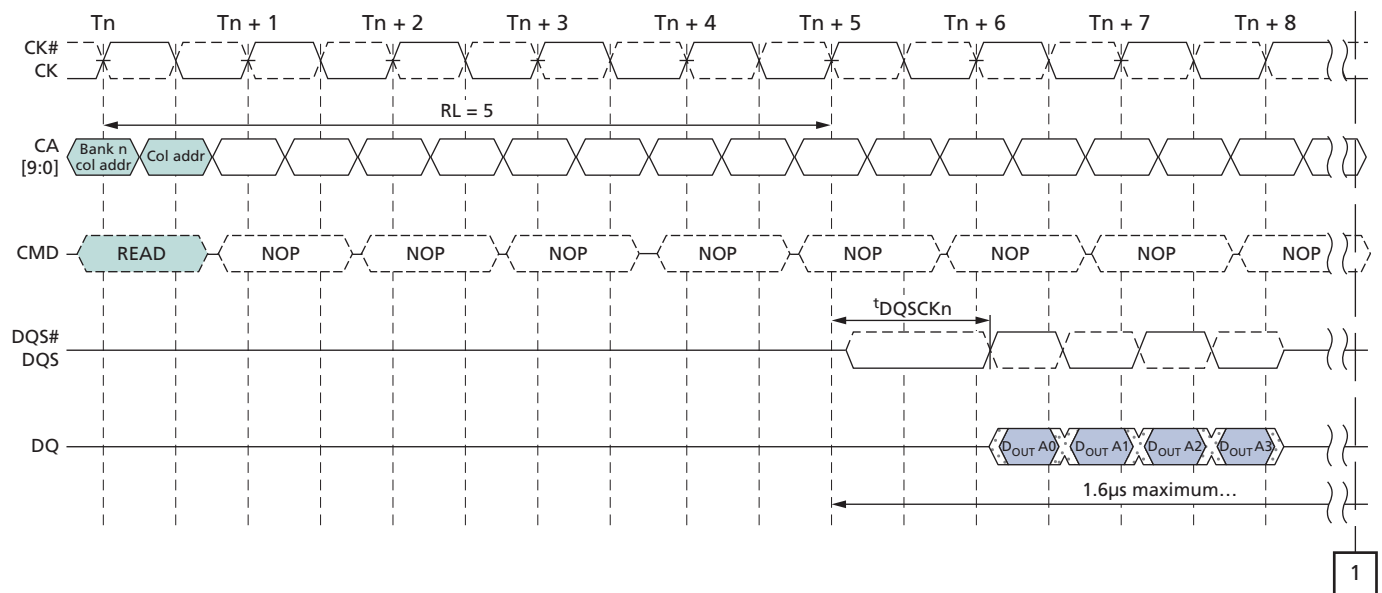 Tn Tn + 1 Tn + 2 Tn + 3 Tn + 4 Tn + 5 Tn + 6 Tn + 7 Tn + 8
CK#
CK
RL = 5
CA
[9:0]
Bank n
col addr
Col addr
CMD READ NOP NOP NOP NOP NOP NOP NOP NOP
tDQSCKn
DQS#
DQS
DQ DOUT A0 DOUT A1 DOUT A2 DOUT A3
1.6µs maximum…
1